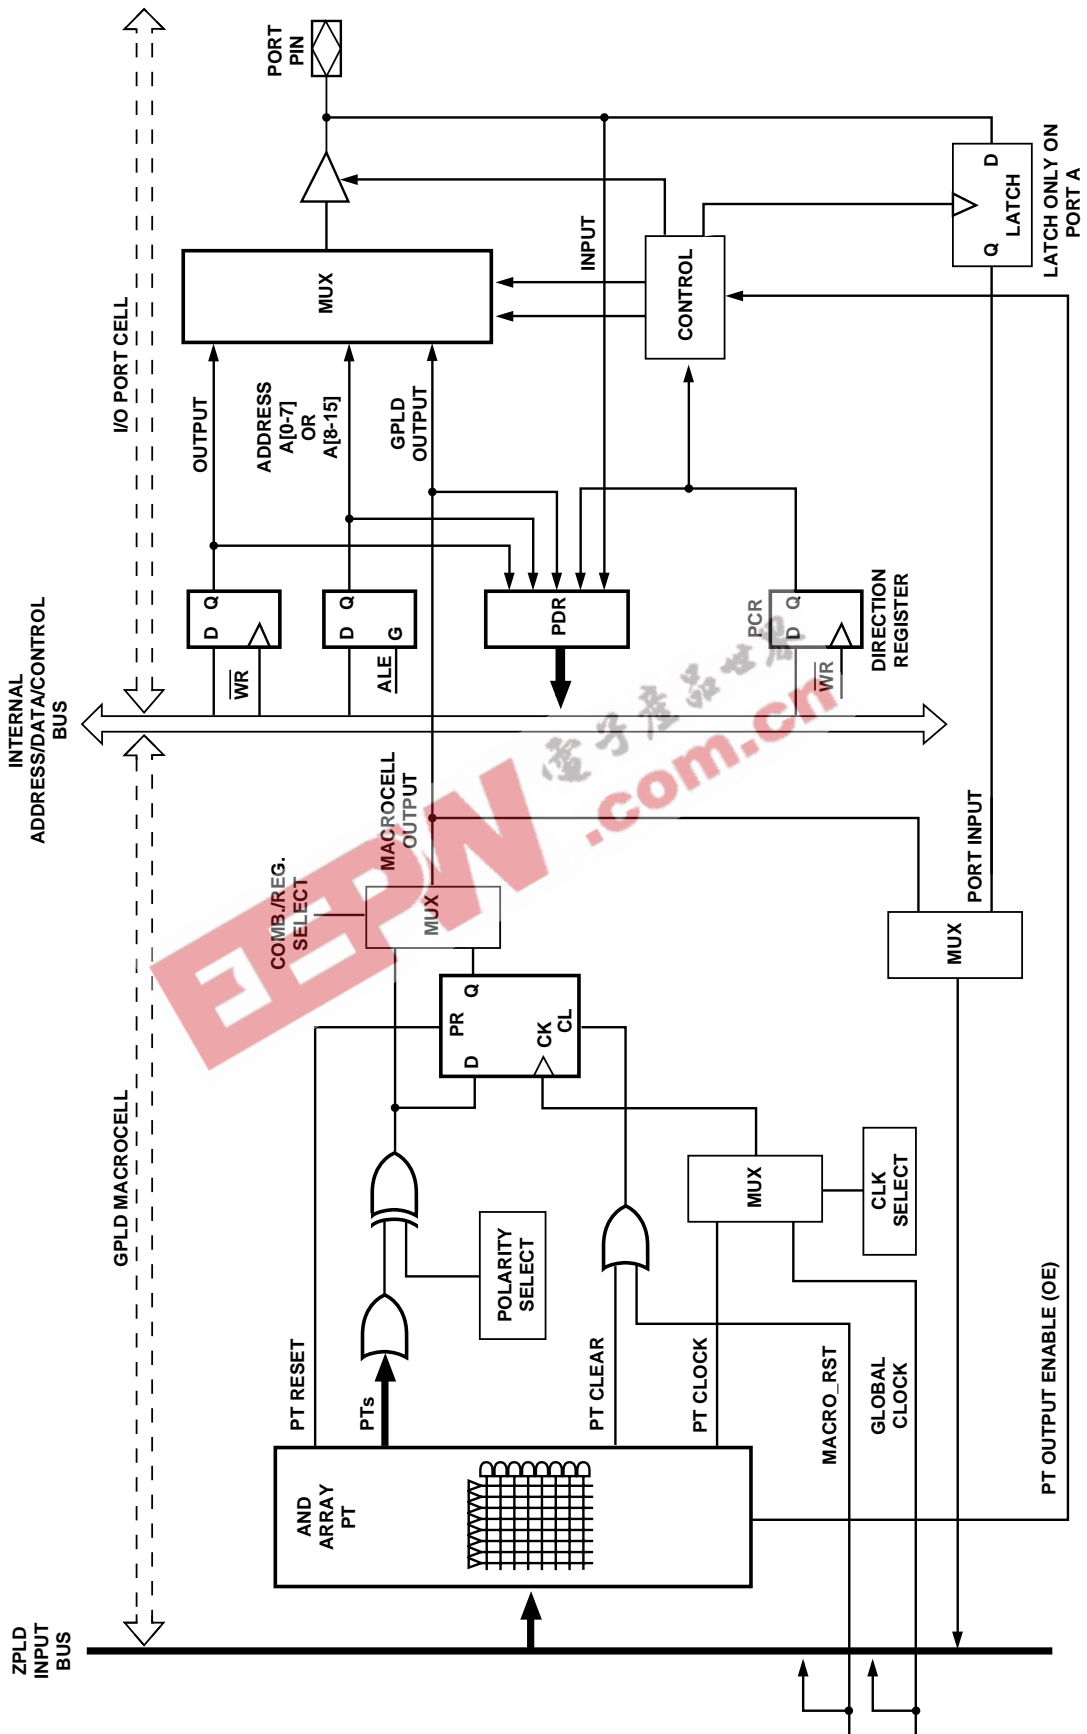 ZPLD
INPUT
BUS
GPLD MACROCELL
INTERNAL
ADDRESS/DATA/CONTROL
BUS
I/O PORT CELL
AND
ARRAY
PT
PT RESET
PTs
PT CLEAR
PT CLOCK
MACRO_RST
GLOBAL
CLOCK
PT OUTPUT ENABLE (OE)
POLARITY
SELECT
MUX
CLK
SELECT
PR
D
Q
CK
CL
COMB./REG.
SELECT
MUX
MACROCELL
OUTPUT
MUX
PORT INPUT
D
Q
WR
D
Q
G
ALE
PDR
PCR
D
Q
WR
DIRECTION
REGISTER
OUTPUT
ADDRESS
A[0-7]
OR
A[8-15]
GPLD
OUTPUT
MUX
INPUT
CONTROL
PORT
PIN
Q
D
LATCH
LATCH ONLY ON
PORT A
EEPW
.com.cn
電子產品世界